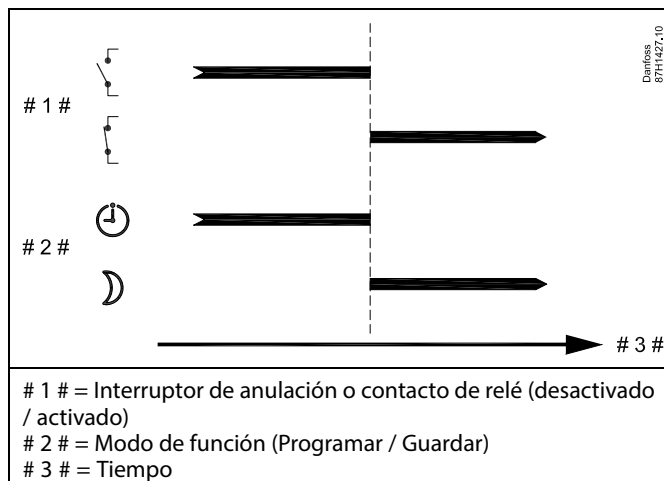 Danfoss
87H1427.10
# 1 #
# 2 #
# 3 #
# 1 # = Interruptor de anulación o contacto de relé (desactivado
/ activado)
# 2 # = Modo de función (Programar / Guardar)
# 3 # = Tiempo